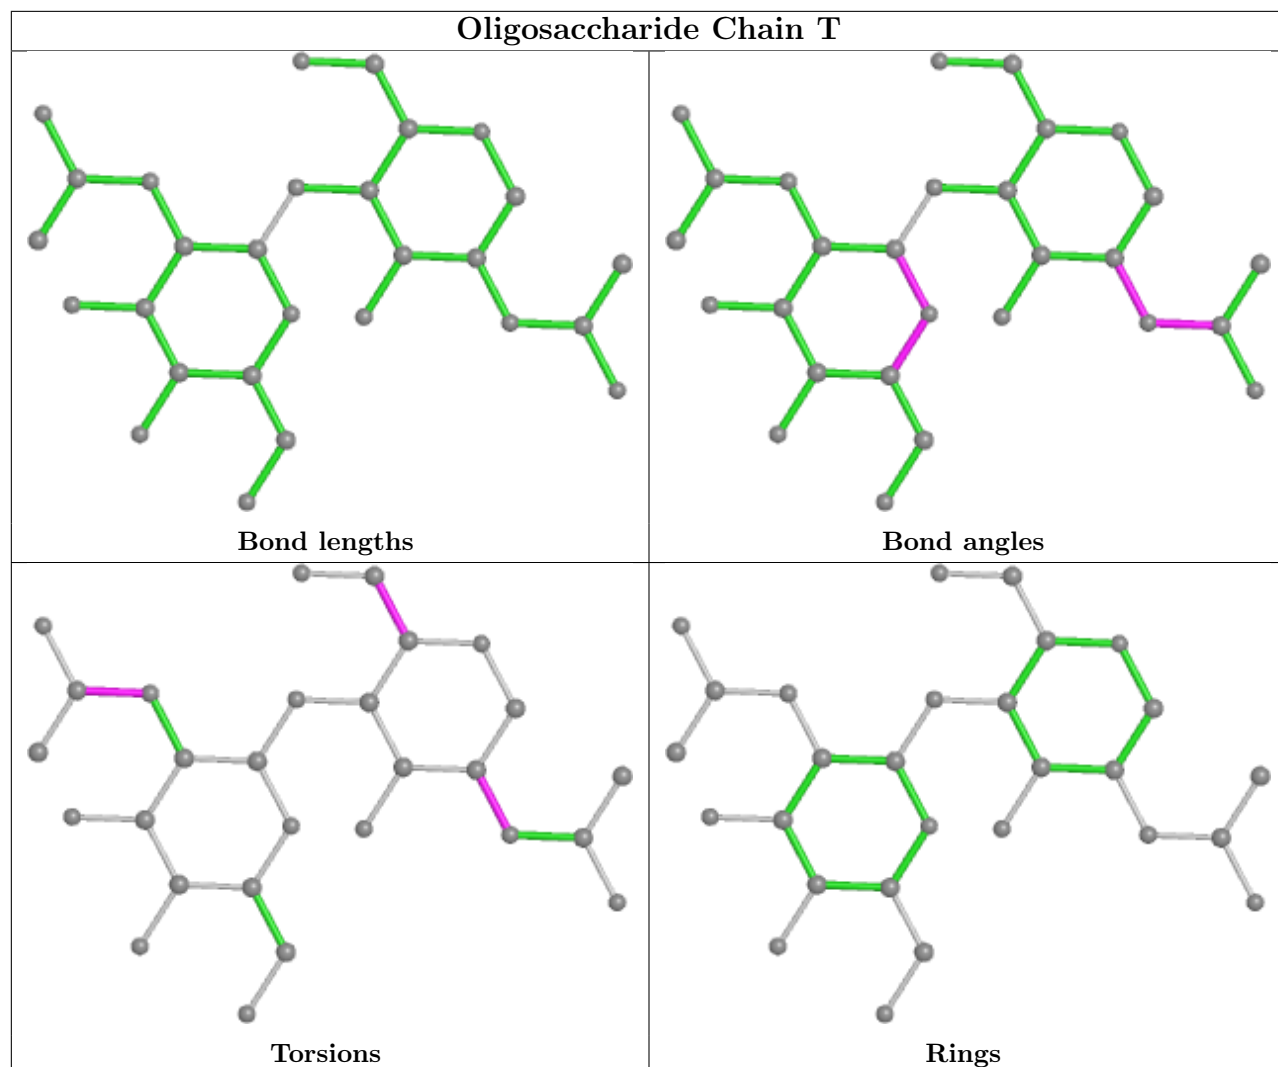 Oligosaccharide Chain T
Bond lengths
Bond angles
Torsions
Rings